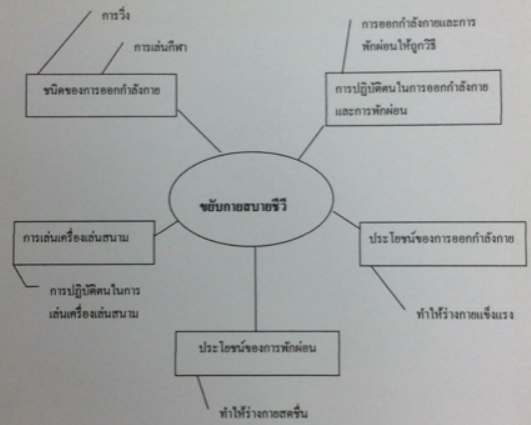 การวิ่ง
การเล่นกีฬา
ชนิดของการออกกำลังกาย
การออกกำลังกายและการ
พักผ่อนให้ถูกวิธี
การปฏิบัติตนในการออกกำลังกาย
และการพักผ่อน
ขยับกายสบายชีวี
การเล่นเครื่องเล่นสนาม
การปฏิบัติตนในการ
เล่นเครื่องเล่นสนาม
ประโยชน์ของการออกกำลังกาย
ทำให้ร่างกายแข็งแรง
ประโยชน์ของการพักผ่อน
ทำให้ร่างกายสดชื่น